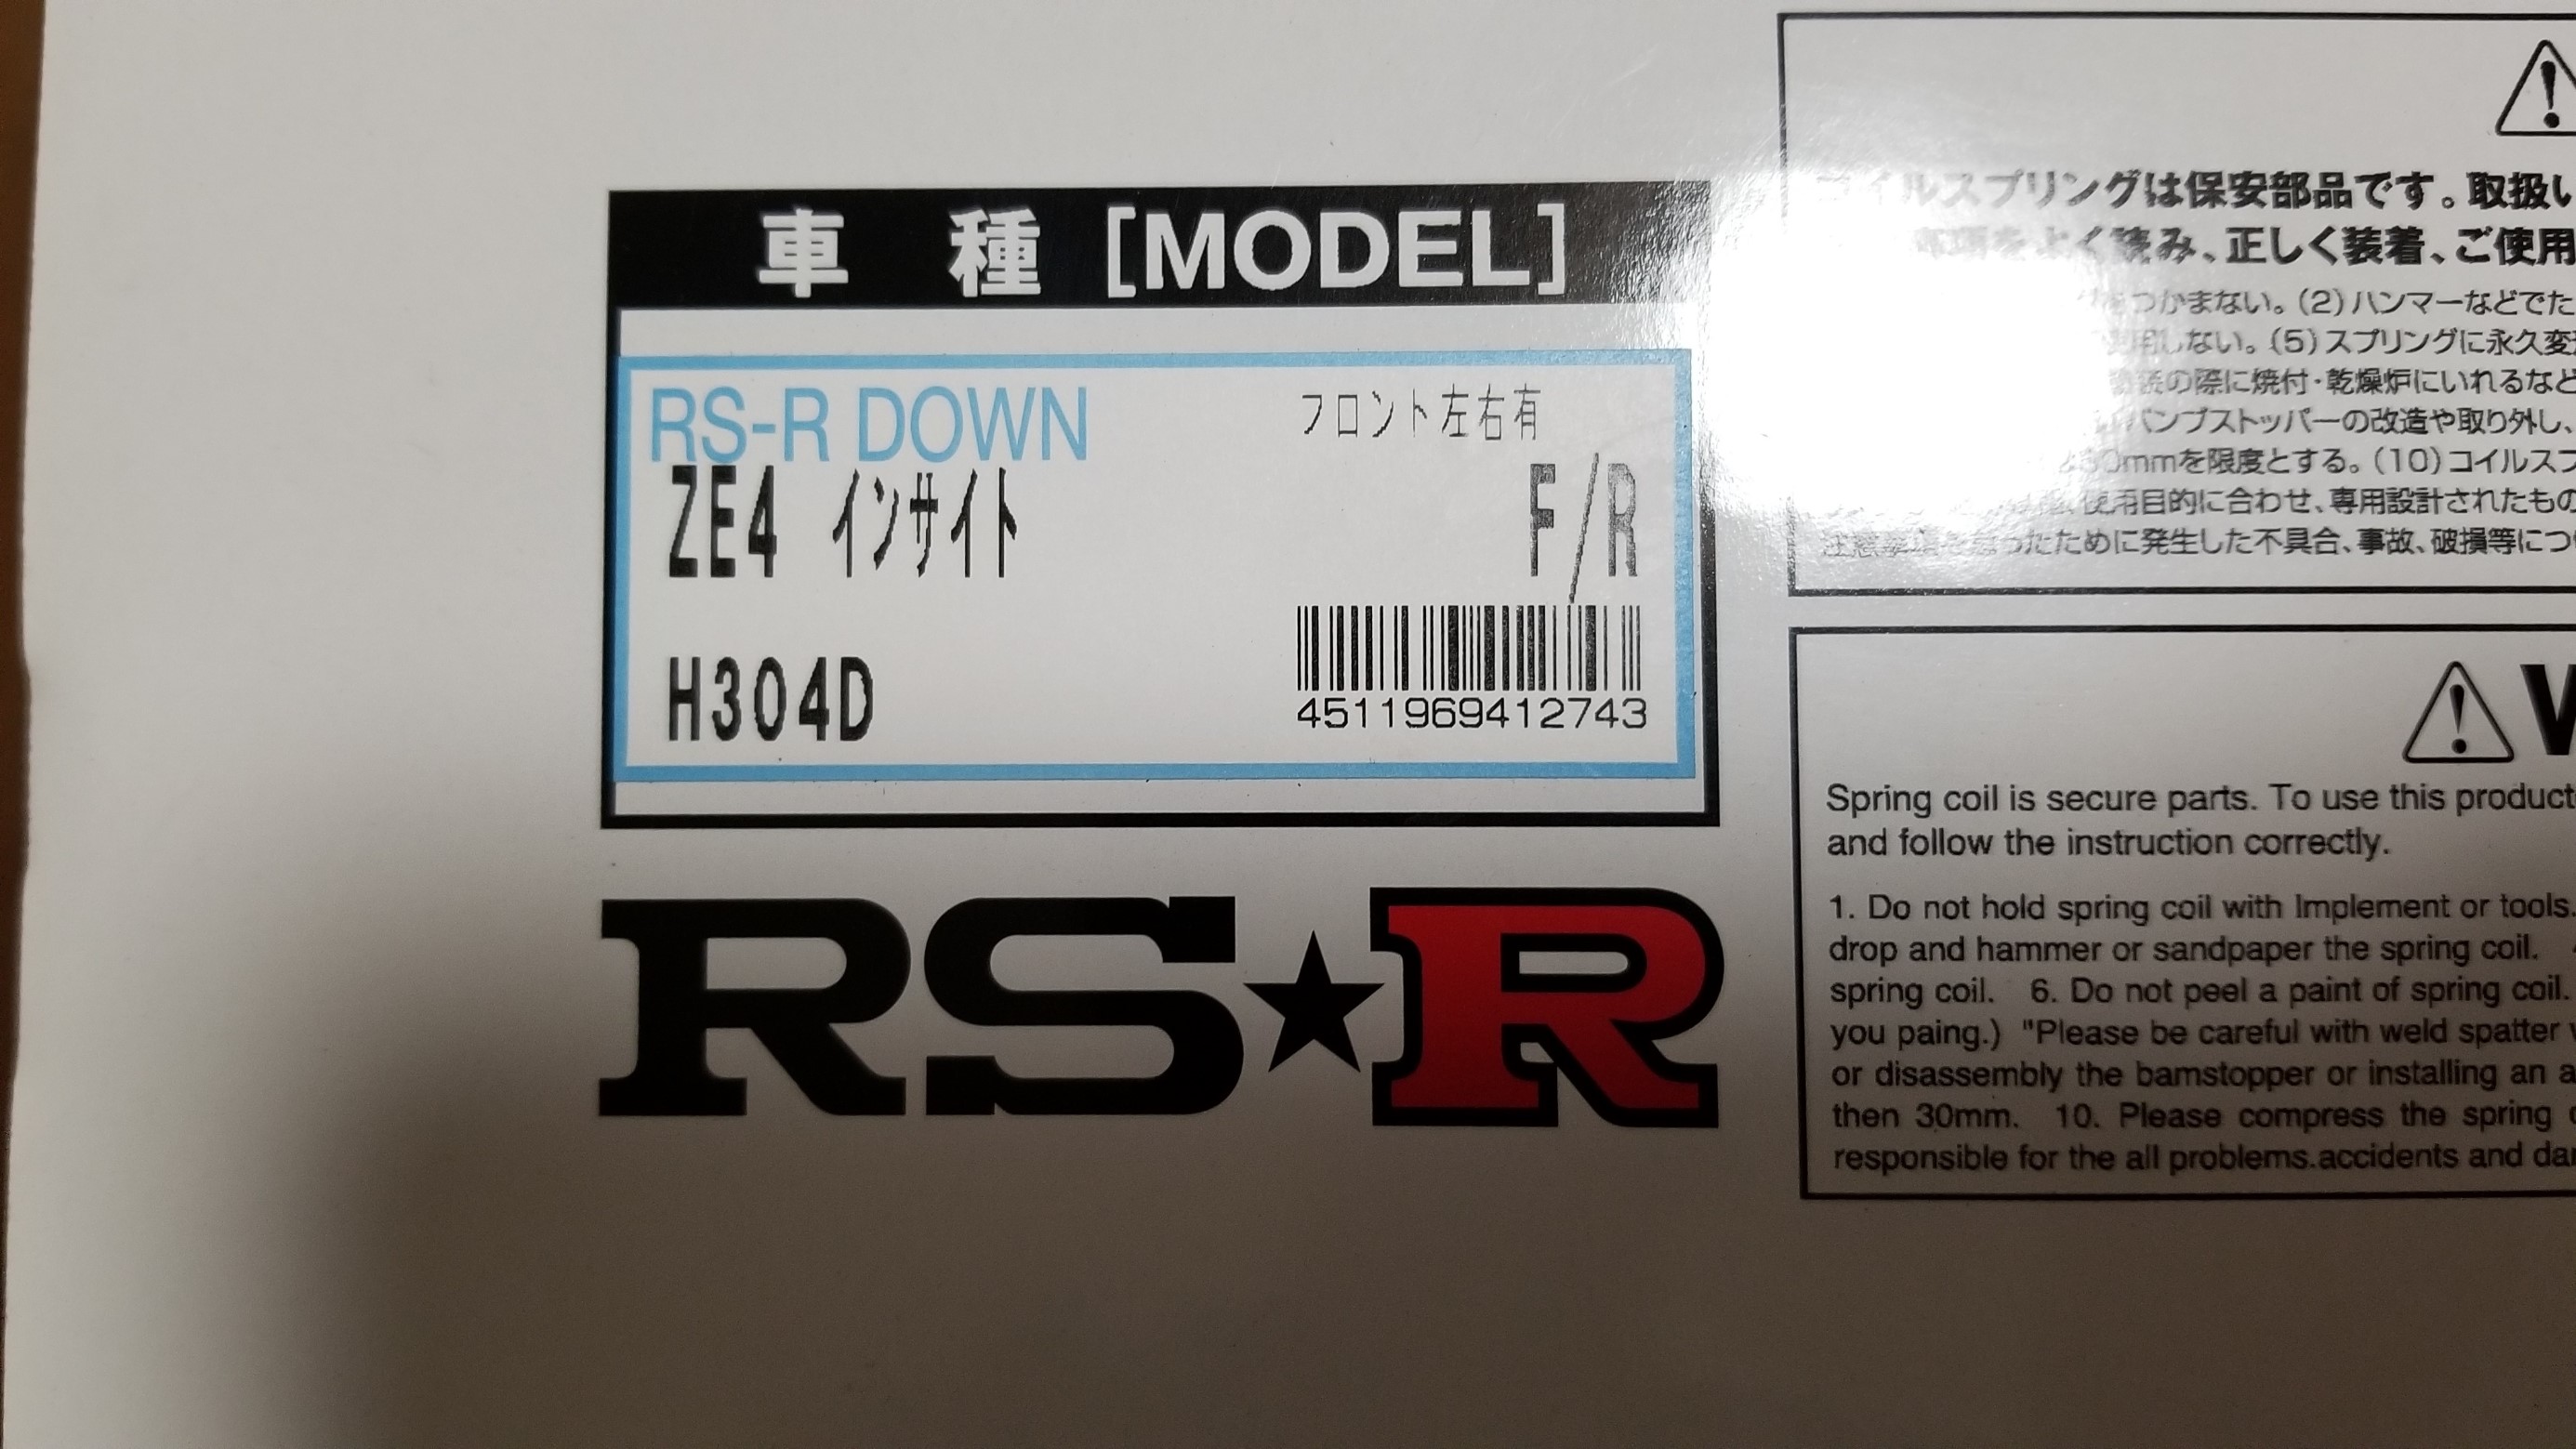 車種 [MODEL]
RS-R DOWN
フロント左右有
ZE4 インサイト
F/R
H304D
4511969412743
RS★R
イルスプリングは保安部品です。取扱い
をよく読み、正しく装着、ご使用
つかまない。(2)ハンマーなどでた
用しない。(5)スプリングに永久変
の際に焼付・乾燥炉にいれるなど
バンプストッパーの改造や取り外し、
30mmを限度とする。(10)コイルスプ
使用目的に合わせ、専用設計されたもの
ったために発生した不具合、事故、破損等につ
Spring coil is secure parts. To use this product
and follow the instruction correctly.
1. Do not hold spring coil with Implement or tools.
drop and hammer or sandpaper the spring coil.
spring coil. 6. Do not peel a paint of spring coil.
you paing.) "Please be careful with weld spatter
or disassembly the bamstopper or installing an
then 30mm. 10. Please compress the spring
responsible for the all problems.accidents and